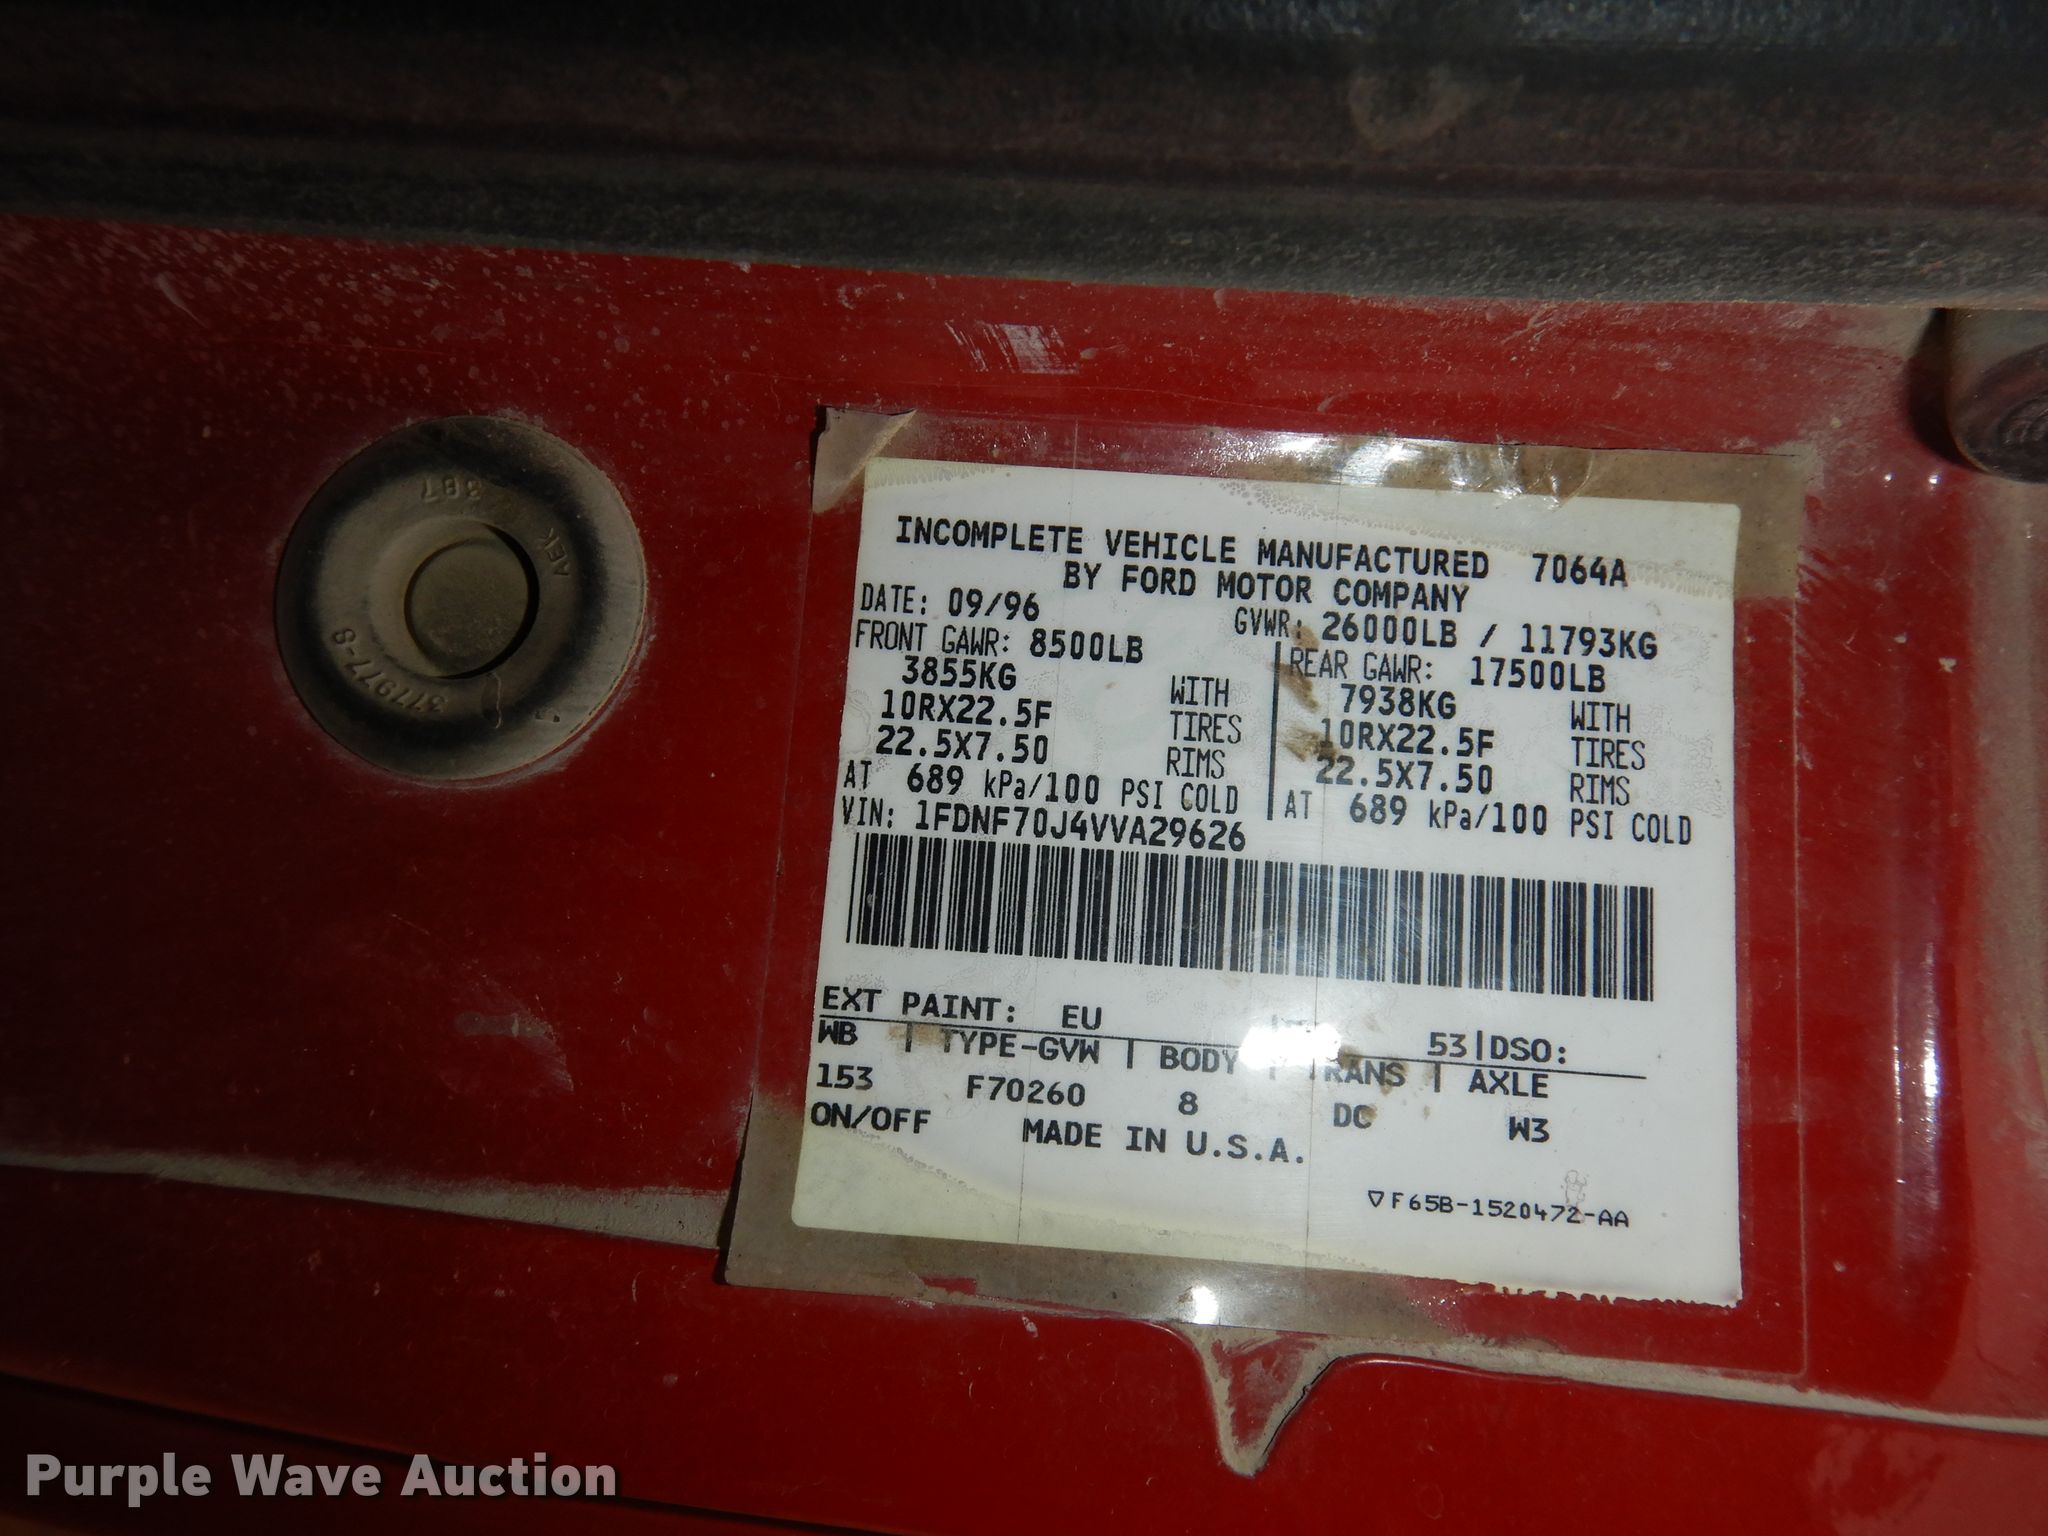 INCOMPLETE VEHICLE MANUFACTURED 7064A
BY FORD MOTOR COMPANY
DATE: 09/96 GVWR: 26000LB / 11793KG
FRONT GAWR: 8500LB REAR GAWR: 17500LB
3855KG WITH 7938KG WITH
10RX22.5F TIRES 10RX22.5F TIRES
22.5X7.50 RIMS 22.5X7.50 RIMS
AT 689 kPa/100 PSI COLD AT 689 kPa/100 PSI COLD
VIN: 1FDNF70J4VVA29626
EXT PAINT: EU 53 | DSO:
WB | TYPE-GVW | BODY | TRANS | AXLE
153 F70260 8 DC W3
ON/OFF MADE IN U.S.A.
▽F65B-1520472-AA
387
AEK
377977-8
Purple Wave Auction